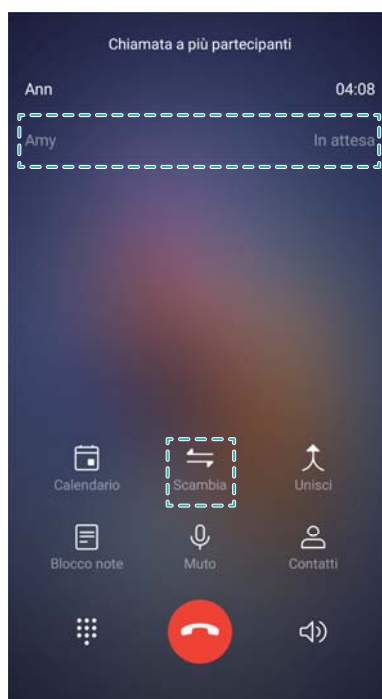 Chiamata a più partecipanti
Ann 04:08
Amy In attesa
Calendario Scambia Unisci
Blocco note Muto Contatti